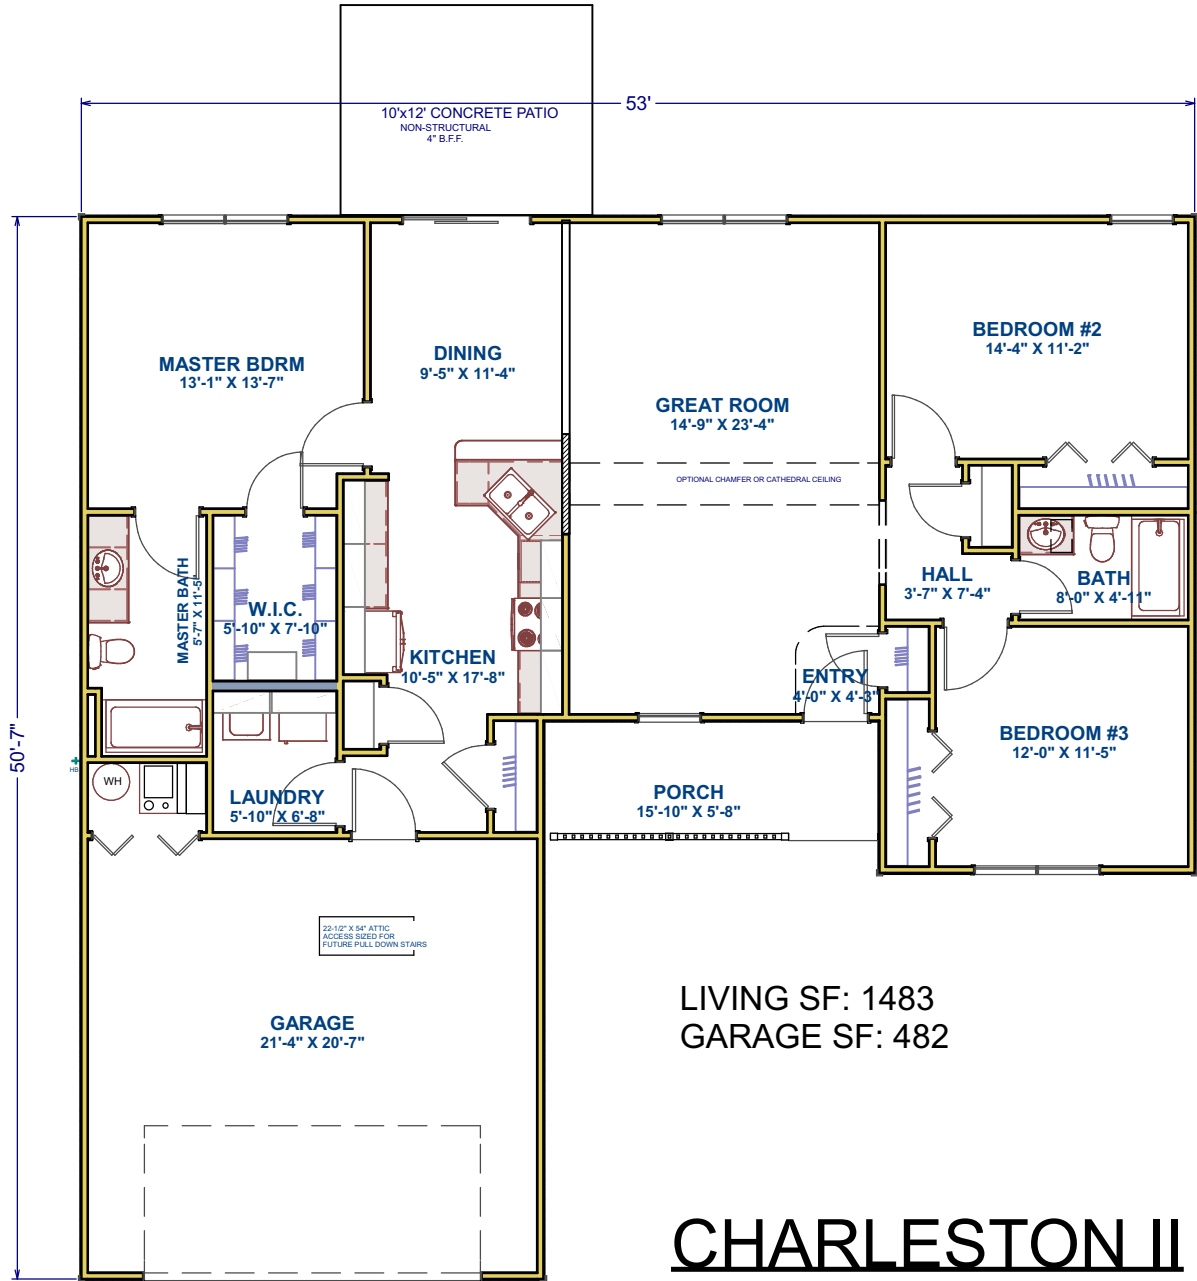 53'
10'x12' CONCRETE PATIO
NON-STRUCTURAL
4" B.F.F.
MASTER BDRM
13'-1" X 13'-7"
DINING
9'-5" X 11'-4"
GREAT ROOM
14'-9" X 23'-4"
BEDROOM #2
14'-4" X 11'-2"
OPTIONAL CHAMFER OR CATHEDRAL CEILING
MASTER BATH
5'-7" X 11'-5"
W.I.C.
5'-10" X 7'-10"
HALL
3'-7" X 7'-4"
BATH
8'-0" X 4'-11"
KITCHEN
10'-5" X 17'-8"
ENTRY
4'-0" X 4'-3"
50'-7"
HB
WH
LAUNDRY
5'-10" X 6'-8"
PORCH
15'-10" X 5'-8"
BEDROOM #3
12'-0" X 11'-5"
22-1/2" X 54" ATTIC
ACCESS SIZED FOR
FUTURE PULL DOWN STAIRS
GARAGE
21'-4" X 20'-7"
LIVING SF: 1483
GARAGE SF: 482
CHARLESTON II